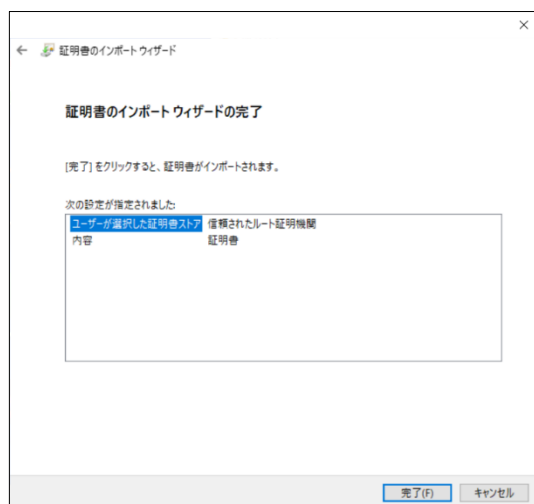 証明書のインポート ウィザード
証明書のインポート ウィザードの完了
[完了] をクリックすると、証明書がインポートされます。
次の設定が指定されました:
ユーザーが選択した証明書ストア 信頼されたルート証明機関
内容 証明書
完了(F) キャンセル